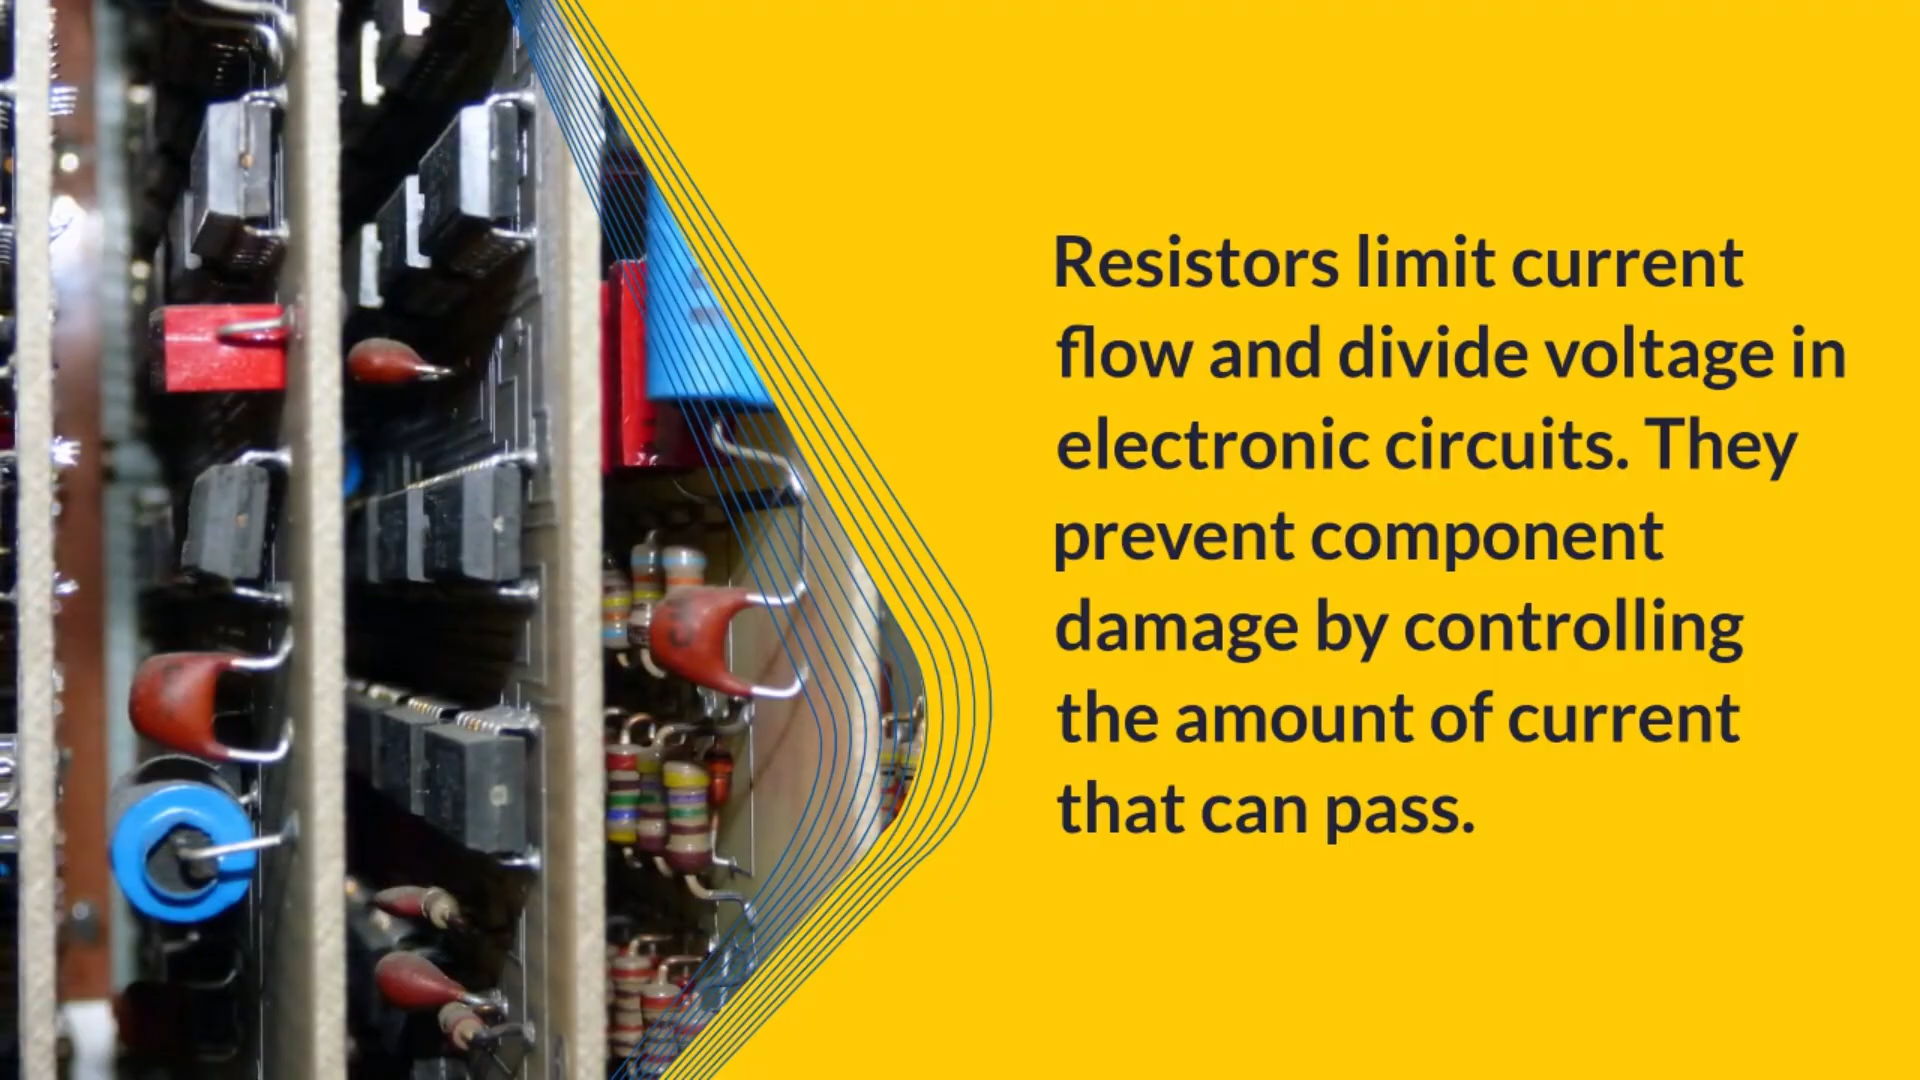 Resistors limit current
flow and divide voltage in
electronic circuits. They
prevent component
damage by controlling
the amount of current
that can pass.